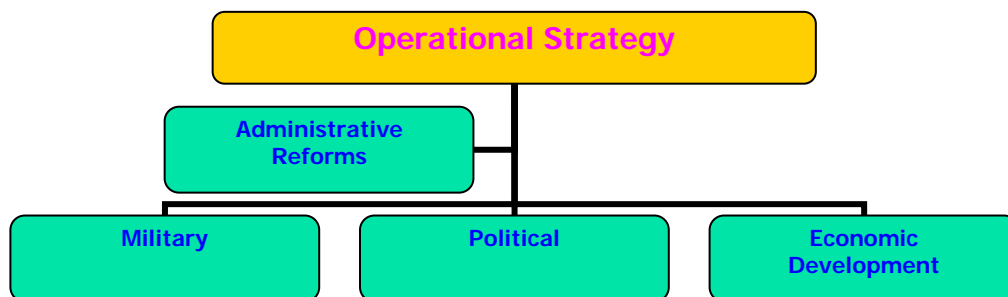 Operational Strategy
Administrative
Reforms
Military
Political
Economic
Development